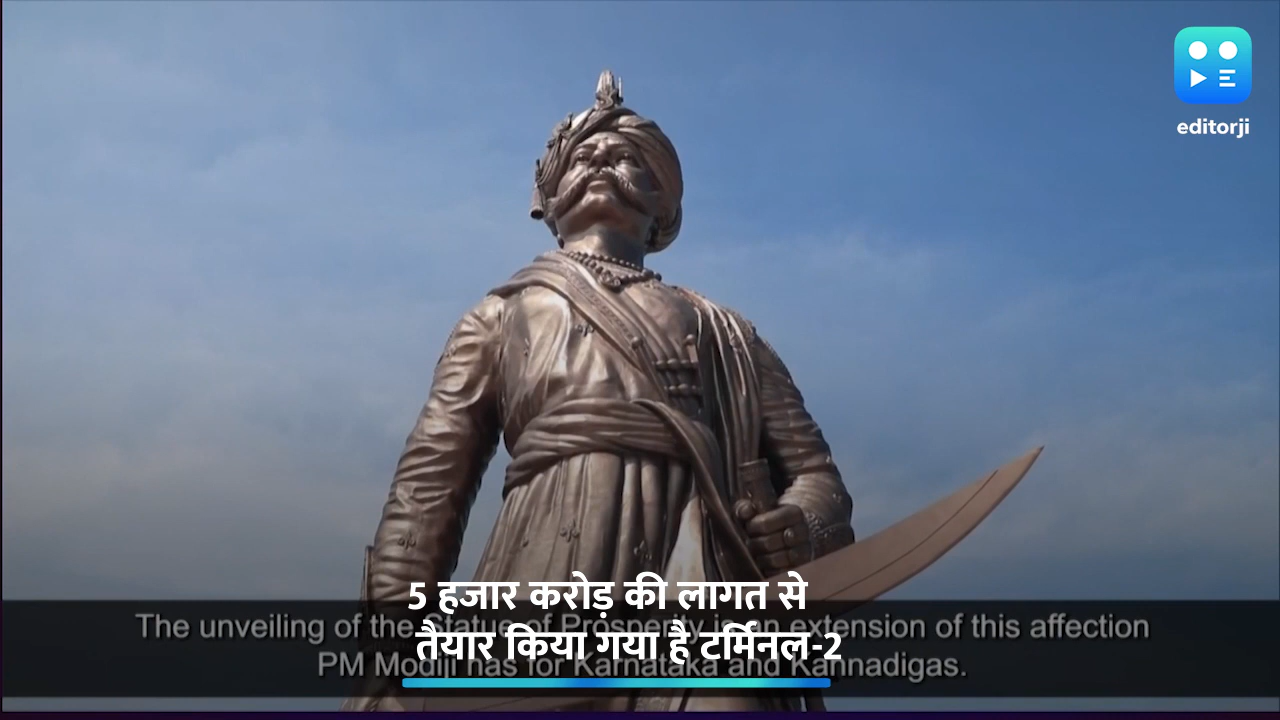 editorji
5 हजार करोड़ की लागत से
The unveiling of the Statue of Prosperity is an extension of this affection
तैयार किया गया है टर्मिनल-2
PM Modiji has for Karnataka and Kannadigas.